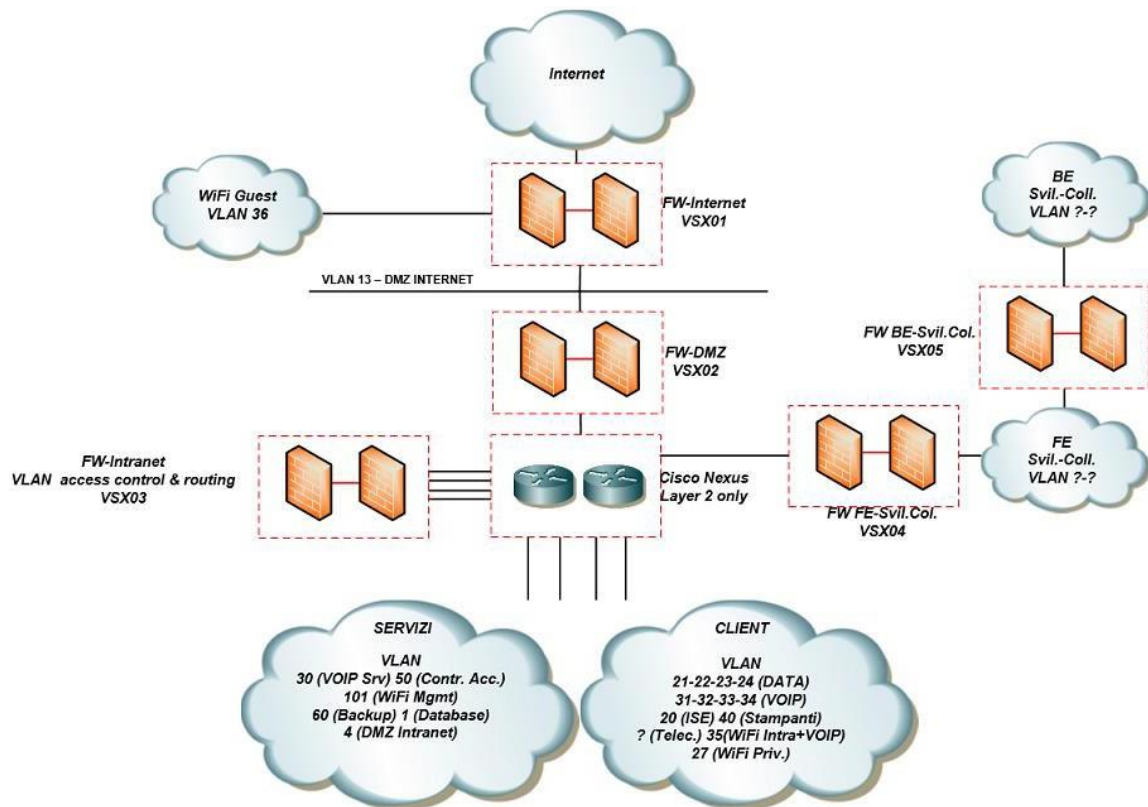 Internet
WiFi Guest
VLAN 36
FW-Internet
VSX01
BE
Svil.-Coll.
VLAN ?-?
VLAN 13 – DMZ INTERNET
FW-DMZ
VSX02
FW BE-Svil.Col.
VSX05
FW-Intranet
VLAN access control & routing
VSX03
Cisco Nexus
Layer 2 only
FW FE-Svil.Col.
VSX04
FE
Svil.-Coll.
VLAN ?-?
SERVIZI
VLAN
30 (VOIP Srv) 50 (Contr. Acc.)
101 (WiFi Mgmt)
60 (Backup) 1 (Database)
4 (DMZ Intranet)
CLIENT
VLAN
21-22-23-24 (DATA)
31-32-33-34 (VOIP)
20 (ISE) 40 (Stampanti)
? (Telec.) 35(WiFi Intra+VOIP)
27 (WiFi Priv.)